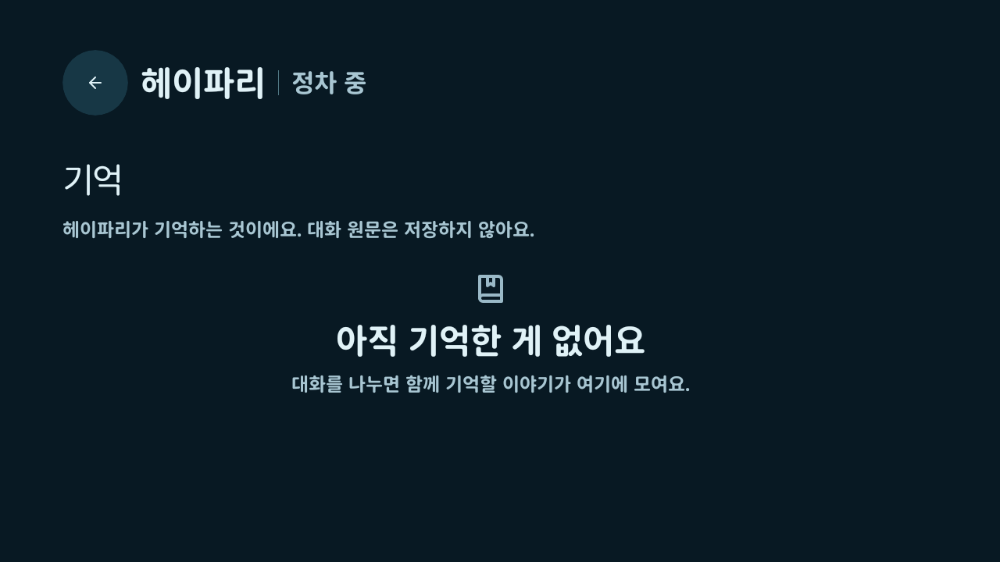 헤이파리 | 정차 중
기억
헤이파리가 기억하는 것이에요. 대화 원문은 저장하지 않아요.
아직 기억한 게 없어요
대화를 나누면 함께 기억할 이야기가 여기에 모여요.